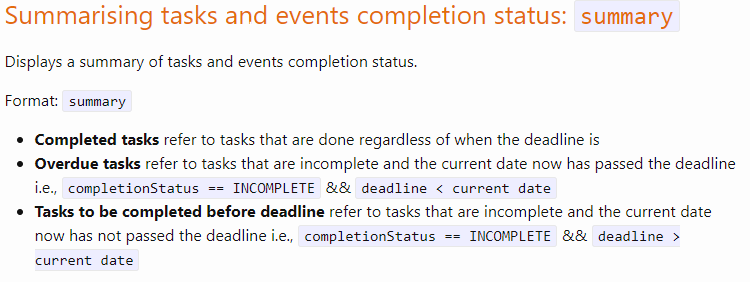 Summarising tasks and events completion status: summary
Displays a summary of tasks and events completion status.
Format: summary
• Completed tasks refer to tasks that are done regardless of when the deadline is
• Overdue tasks refer to tasks that are incomplete and the current date now has passed the deadline
i.e., completionStatus == INCOMPLETE && deadline < current date
• Tasks to be completed before deadline refer to tasks that are incomplete and the current date
now has not passed the deadline i.e., completionStatus == INCOMPLETE && deadline >
current date